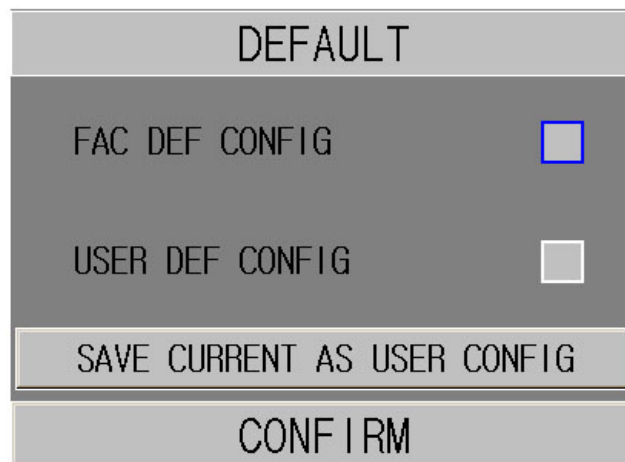 DEFAULT
FAC DEF CONFIG
USER DEF CONFIG
SAVE CURRENT AS USER CONFIG
CONFIRM